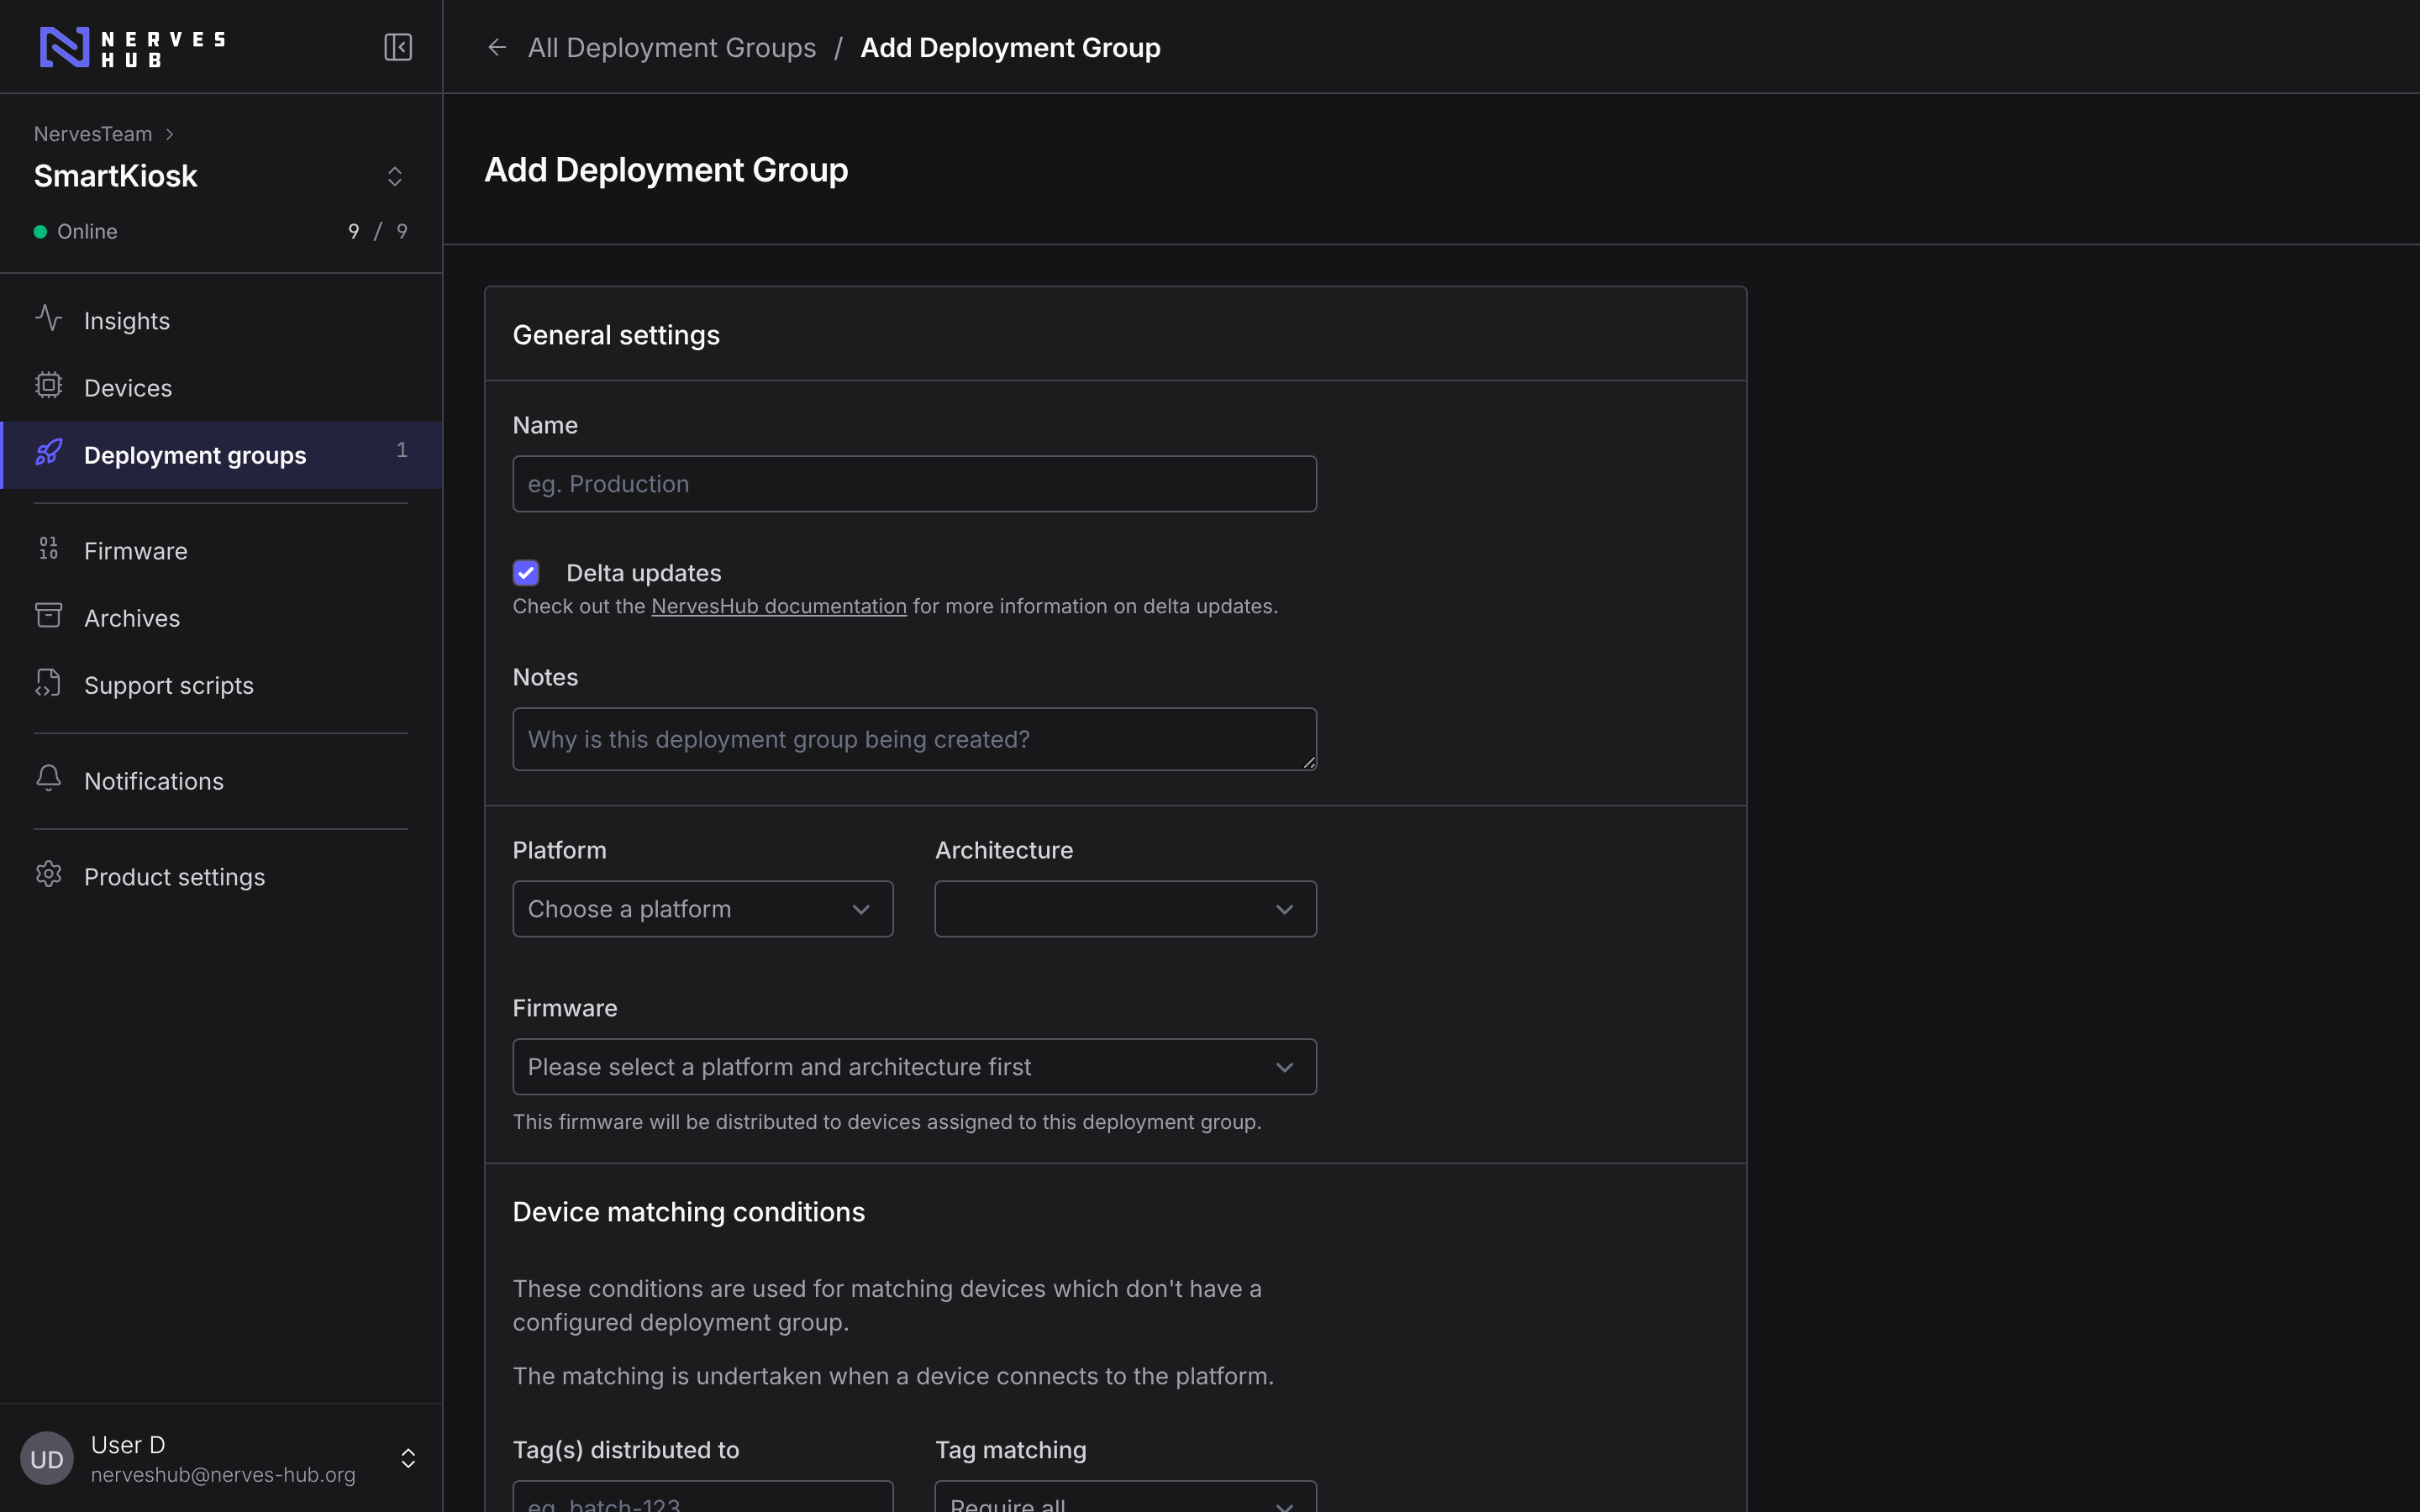 NERVES
HUB
All Deployment Groups / Add Deployment Group
NervesTeam
SmartKiosk
Online 9 / 9
Insights
Devices
Deployment groups 1
Firmware
Archives
Support scripts
Notifications
Product settings
UD
User D
nerveshub@nerves-hub.org
Add Deployment Group
General settings
Name
eg. Production
Delta updates
Check out the NervesHub documentation for more information on delta updates.
Notes
Why is this deployment group being created?
Platform Architecture
Choose a platform
Firmware
Please select a platform and architecture first
This firmware will be distributed to devices assigned to this deployment group.
Device matching conditions
These conditions are used for matching devices which don't have a
configured deployment group.
The matching is undertaken when a device connects to the platform.
Tag(s) distributed to Tag matching
eg. batch-123 Require all